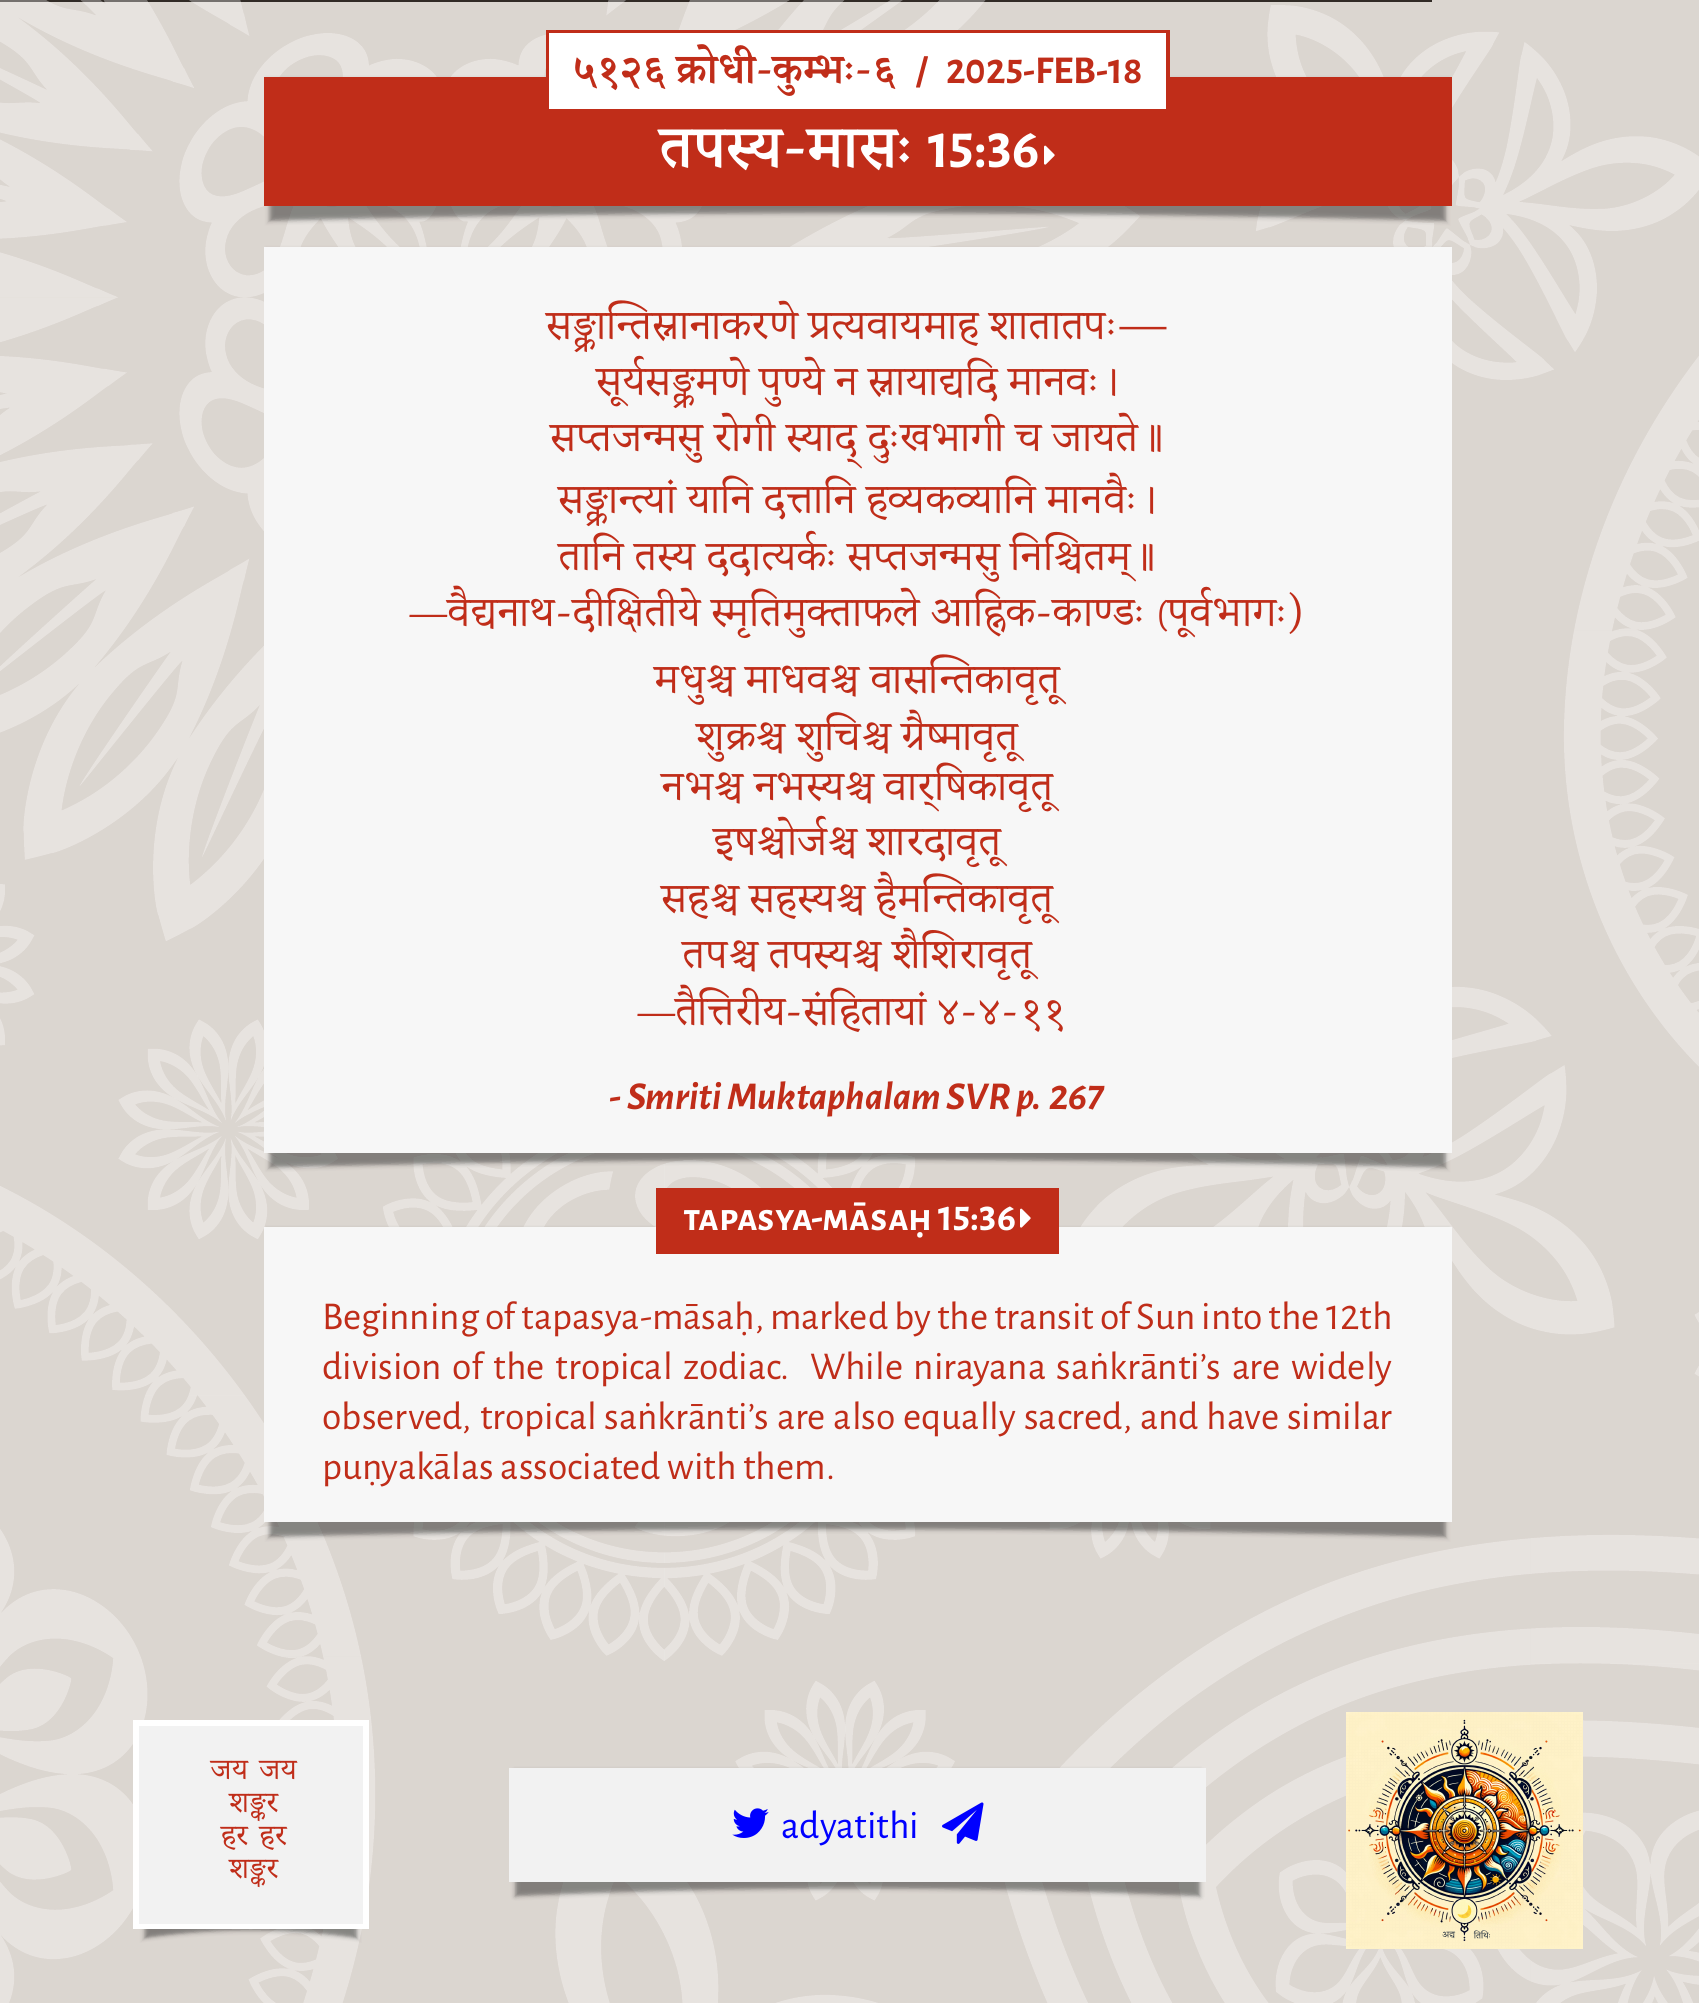 ५१२६ क्रोधी-कुम्भः-६ / 2025-FEB-18
तपस्य-मासः 15:36
सङ्क्रान्तिस्नानाकरणे प्रत्यवायमाह शातातपः—
सूर्यसङ्क्रमणे पुण्ये न स्नायाद्यदि मानवः।
सप्तजन्मसु रोगी स्याद् दुःखभागी च जायते॥
सङ्क्रान्त्यां यानि दत्तानि हव्यकव्यानि मानवैः।
तानि तस्य ददात्यर्कः सप्तजन्मसु निश्चितम्॥
—वैद्यनाथ-दीक्षितीये स्मृतिमुक्ताफले आह्निक-काण्डः (पूर्वभागः)
मधुश्च माधवश्च वासन्तिकावृतू
शुक्रश्च शुचिश्च ग्रैष्मावृतू
नभश्च नभस्यश्च वार्‌षिकावृतू
इषश्चोर्जश्च शारदावृतू
सहश्च सहस्यश्च हैमन्तिकावृतू
तपश्च तपस्यश्च शैशिरावृतू
—तैत्तिरीय-संहितायां ४-४-११
- Smriti Muktaphalam SVR p. 267
TAPASYA-MĀSAḤ 15:36
Beginning of tapasya-māsaḥ, marked by the transit of Sun into the 12th
division of the tropical zodiac. While nirayana saṅkrānti’s are widely
observed, tropical saṅkrānti’s are also equally sacred, and have similar
puṇyakālas associated with them.
जय जय
शङ्कर
हर हर
शङ्कर
adyatithi
अद्य तिथिः